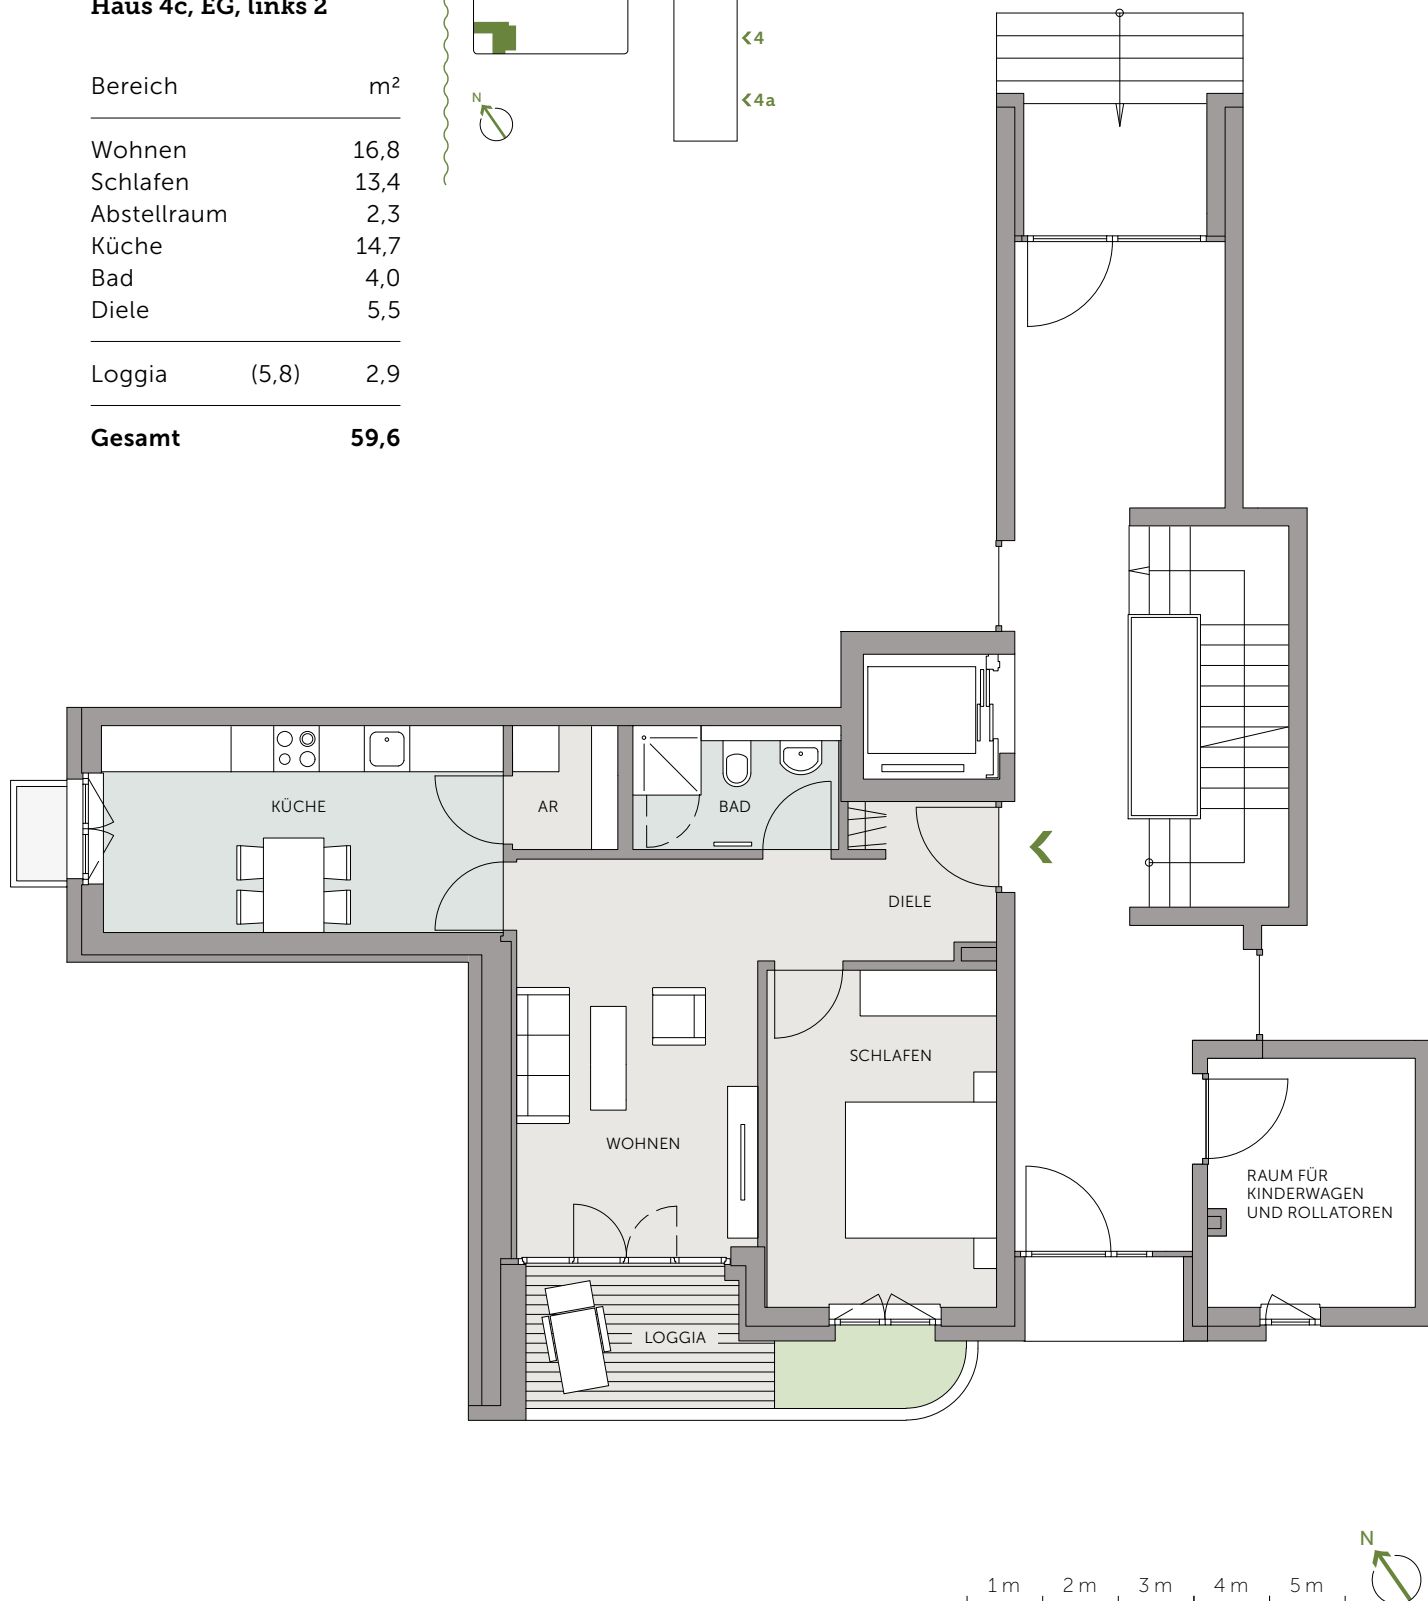 Haus 4c, EG, links 2
Bereich m²
Wohnen 16,8
Schlafen 13,4
Abstellraum 2,3
Küche 14,7
Bad 4,0
Diele 5,5
Loggia (5,8) 2,9
Gesamt 59,6
4
4a
N
KÜCHE
AR
BAD
DIELE
SCHLAFEN
WOHNEN
RAUM FÜR
KINDERWAGEN
UND ROLLATOREN
LOGGIA
N
1 m 2 m 3 m 4 m 5 m